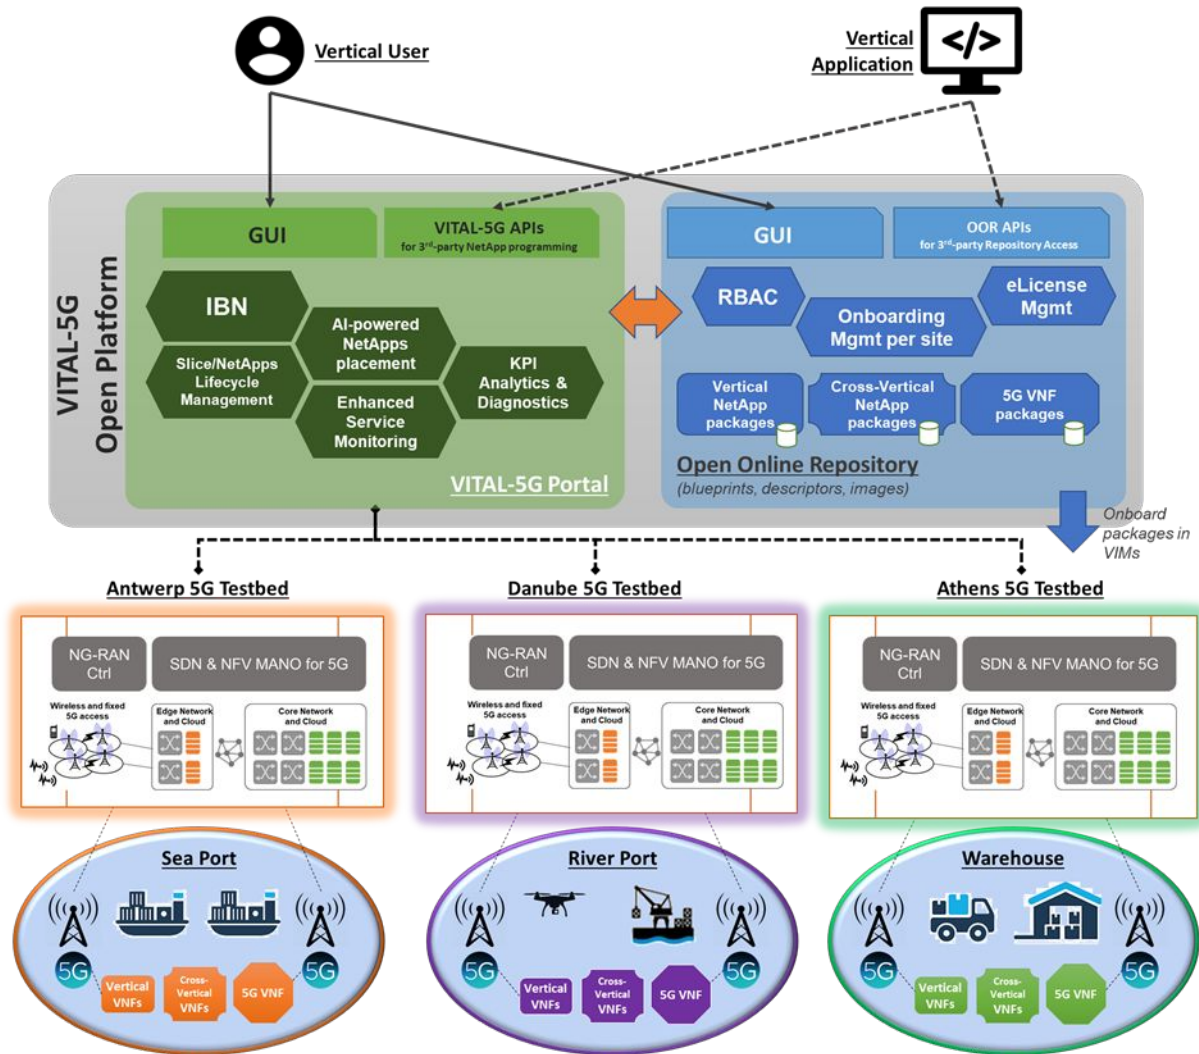 Vertical User
Vertical
Application
</>
VITAL-5G
Open Platform
GUI
VITAL-5G APIs
for 3rd-party NetApp programming
IBN
AI-powered
NetApps
placement
Slice/NetApps
Lifecycle
Management
KPI
Analytics &
Diagnostics
Enhanced
Service
Monitoring
VITAL-5G Portal
GUI
OOR APIs
for 3rd-party Repository Access
RBAC
eLicense
Mgmt
Onboarding
Mgmt per site
Vertical
NetApp
packages
Cross-Vertical
NetApp
packages
5G VNF
packages
Open Online Repository
(blueprints, descriptors, images)
Onboard
packages in
VIMs
Antwerp 5G Testbed
NG-RAN
Ctrl
SDN & NFV MANO for 5G
Wireless and fixed
5G access
Edge Network
and Cloud
Core Network
and Cloud
Danube 5G Testbed
NG-RAN
Ctrl
SDN & NFV MANO for 5G
Wireless and fixed
5G access
Edge Network
and Cloud
Core Network
and Cloud
Athens 5G Testbed
NG-RAN
Ctrl
SDN & NFV MANO for 5G
Wireless and fixed
5G access
Edge Network
and Cloud
Core Network
and Cloud
Sea Port
5G
5G
Vertical
VNFs
Cross-
Vertical
VNFs
5G VNF
River Port
5G
5G
Vertical
VNFs
Cross-
Vertical
VNFs
5G VNF
Warehouse
5G
5G
Vertical
VNFs
Cross-
Vertical
VNFs
5G VNF